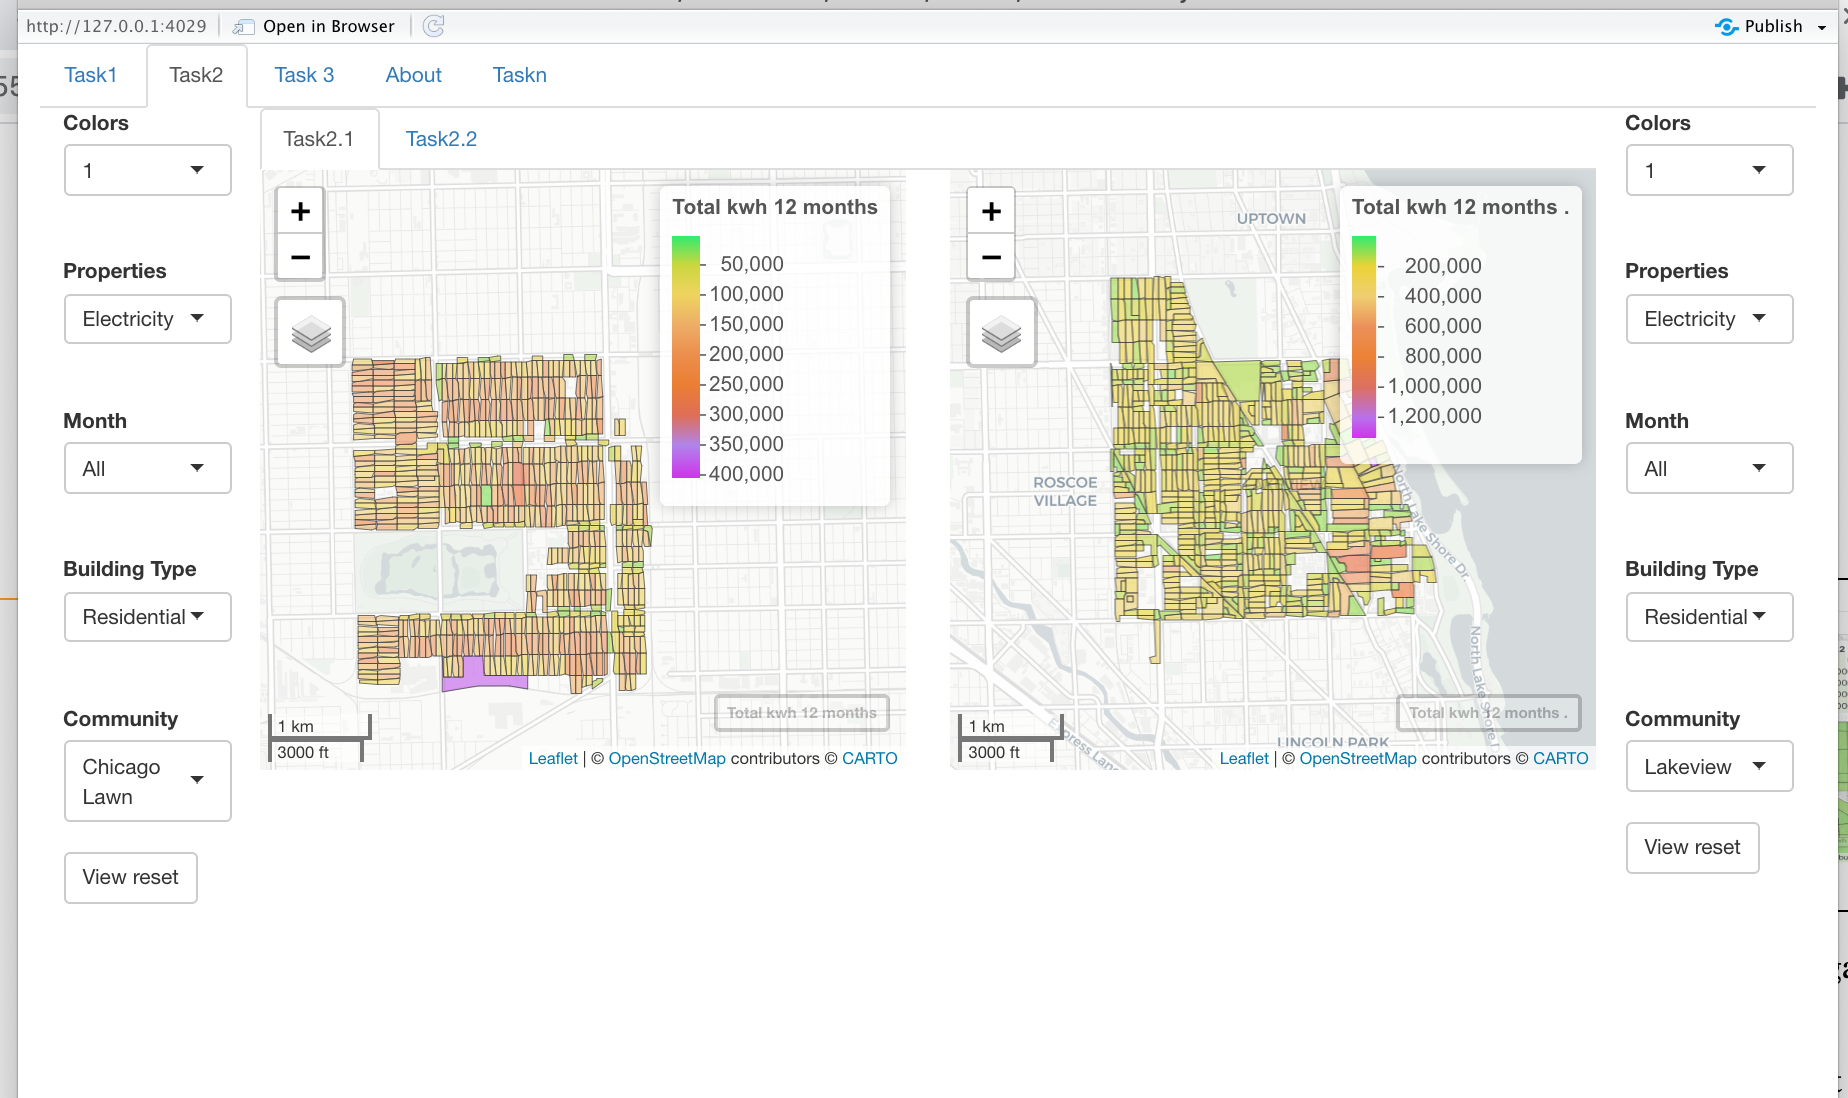 http://127.0.0.1:4029 Open in Browser Publish
Task1 Task2 Task 3 About Taskn
Colors
1
Properties
Electricity
Month
All
Building Type
Residential
Community
Chicago
Lawn
View reset
Task2.1 Task2.2
+
−
Total kwh 12 months
50,000
100,000
150,000
200,000
250,000
300,000
350,000
400,000
Total kwh 12 months
1 km
3000 ft
Leaflet | © OpenStreetMap contributors © CARTO
+
−
UPTOWN
ROSCOE
VILLAGE
Total kwh 12 months .
200,000
400,000
600,000
800,000
1,000,000
1,200,000
North Lake Shore Dr.
North Lake Shore D
LINCOLN PARK
Total kwh 12 months .
1 km
3000 ft
Leaflet | © OpenStreetMap contributors © CARTO
Colors
1
Properties
Electricity
Month
All
Building Type
Residential
Community
Lakeview
View reset